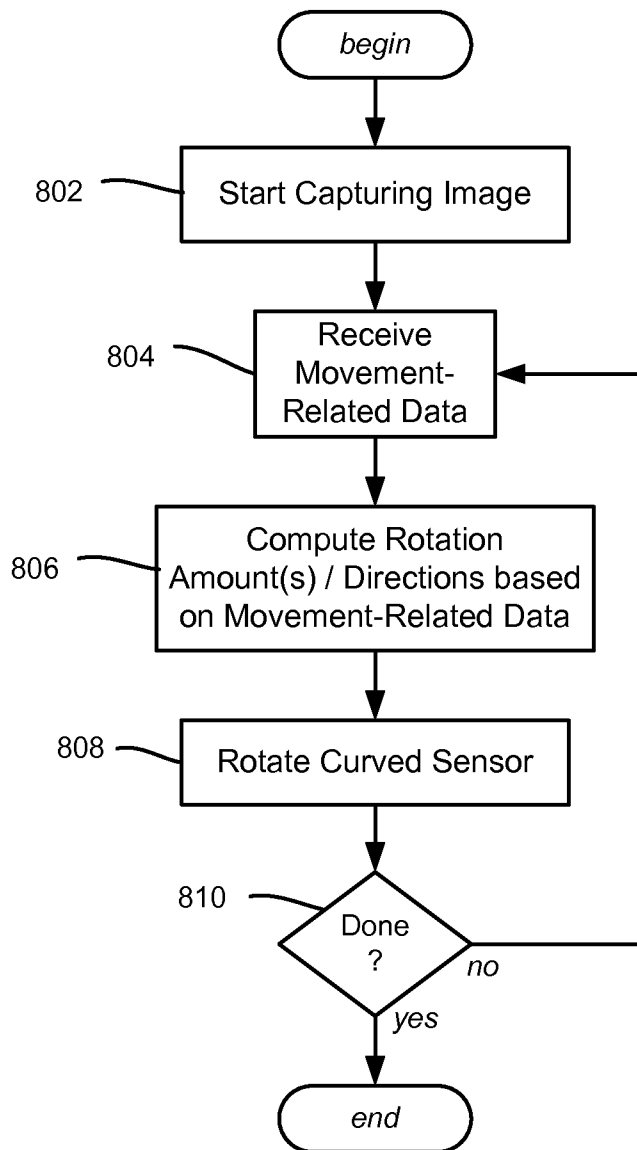 begin
802
Start Capturing Image
804
Receive
Movement-
Related Data
806
Compute Rotation
Amount(s) / Directions based
on Movement-Related Data
808
Rotate Curved Sensor
810
Done
?
no
yes
end